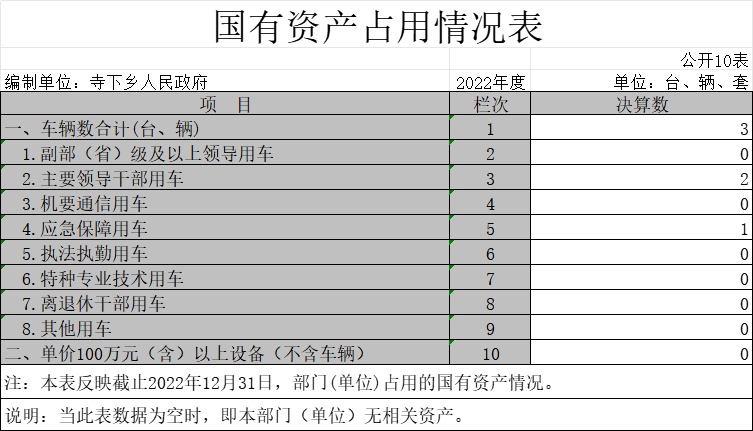 国有资产占用情况表
公开10表
编制单位：寺下乡人民政府 2022年度 单位：台、辆、套
项 目 栏次 决算数
一、车辆数合计(台、辆) 1 3
1.副部（省）级及以上领导用车 2 0
2.主要领导干部用车 3 2
3.机要通信用车 4 0
4.应急保障用车 5 1
5.执法执勤用车 6 0
6.特种专业技术用车 7 0
7.离退休干部用车 8 0
8.其他用车 9 0
二、单价100万元（含）以上设备（不含车辆） 10 0
注：本表反映截止2022年12月31日，部门(单位)占用的国有资产情况。
说明：当此表数据为空时，即本部门（单位）无相关资产。